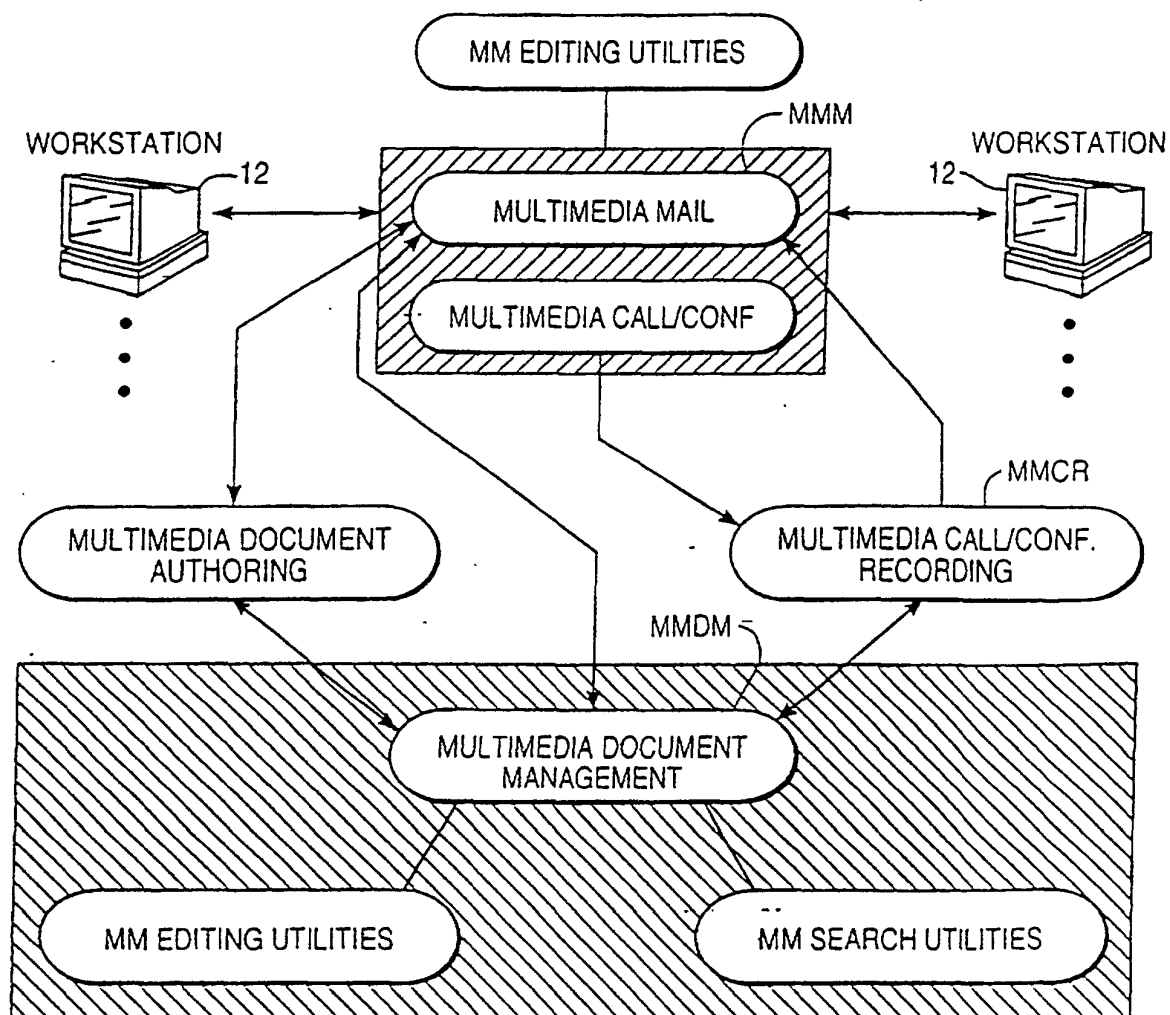 MM EDITING UTILITIES
MMM
WORKSTATION
WORKSTATION
12
12
MULTIMEDIA MAIL
MULTIMEDIA CALL/CONF
MMCR
MULTIMEDIA DOCUMENT
AUTHORING
MULTIMEDIA CALL/CONF.
RECORDING
MMDM
MULTIMEDIA DOCUMENT
MANAGEMENT
MM EDITING UTILITIES
MM SEARCH UTILITIES